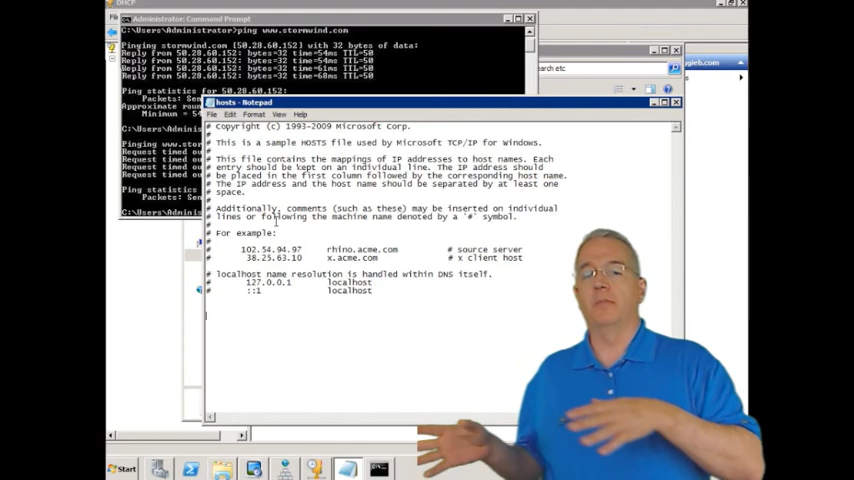 DHCP
Administrator: Command Prompt
C:\Users\Administrator>ping www.stormwind.com
Pinging stormwind.com [50.28.60.152] with 32 bytes of data:
Reply from 50.28.60.152: bytes=32 time=54ms TTL=50
Reply from 50.28.60.152: bytes=32 time=54ms TTL=50
Reply from 50.28.60.152: bytes=32 time=61ms TTL=50
Reply from 50.28.60.152: bytes=32 time=68ms TTL=50
Ping statistics for 50.28.60.152:
Packets: Sen
Approximate rou
Minimum = 54
C:\Users\Adminis
Pinging www.stor
Request timed ou
Request timed ou
Request timed ou
Request timed ou
Ping statistics
Packets: Sen
C:\Users\Adminis
earch etc
ggieb.com
hosts - Notepad
File Edit Format View Help
# Copyright (c) 1993-2009 Microsoft Corp.
#
# This is a sample HOSTS file used by Microsoft TCP/IP for Windows.
#
# This file contains the mappings of IP addresses to host names. Each
# entry should be kept on an individual line. The IP address should
# be placed in the first column followed by the corresponding host name.
# The IP address and the host name should be separated by at least one
# space.
#
# Additionally, comments (such as these) may be inserted on individual
# lines or following the machine name denoted by a '#' symbol.
#
# For example:
#
# 102.54.94.97 rhino.acme.com # source server
# 38.25.63.10 x.acme.com # x client host
# localhost name resolution is handled within DNS itself.
# 127.0.0.1 localhost
# ::1 localhost
Start